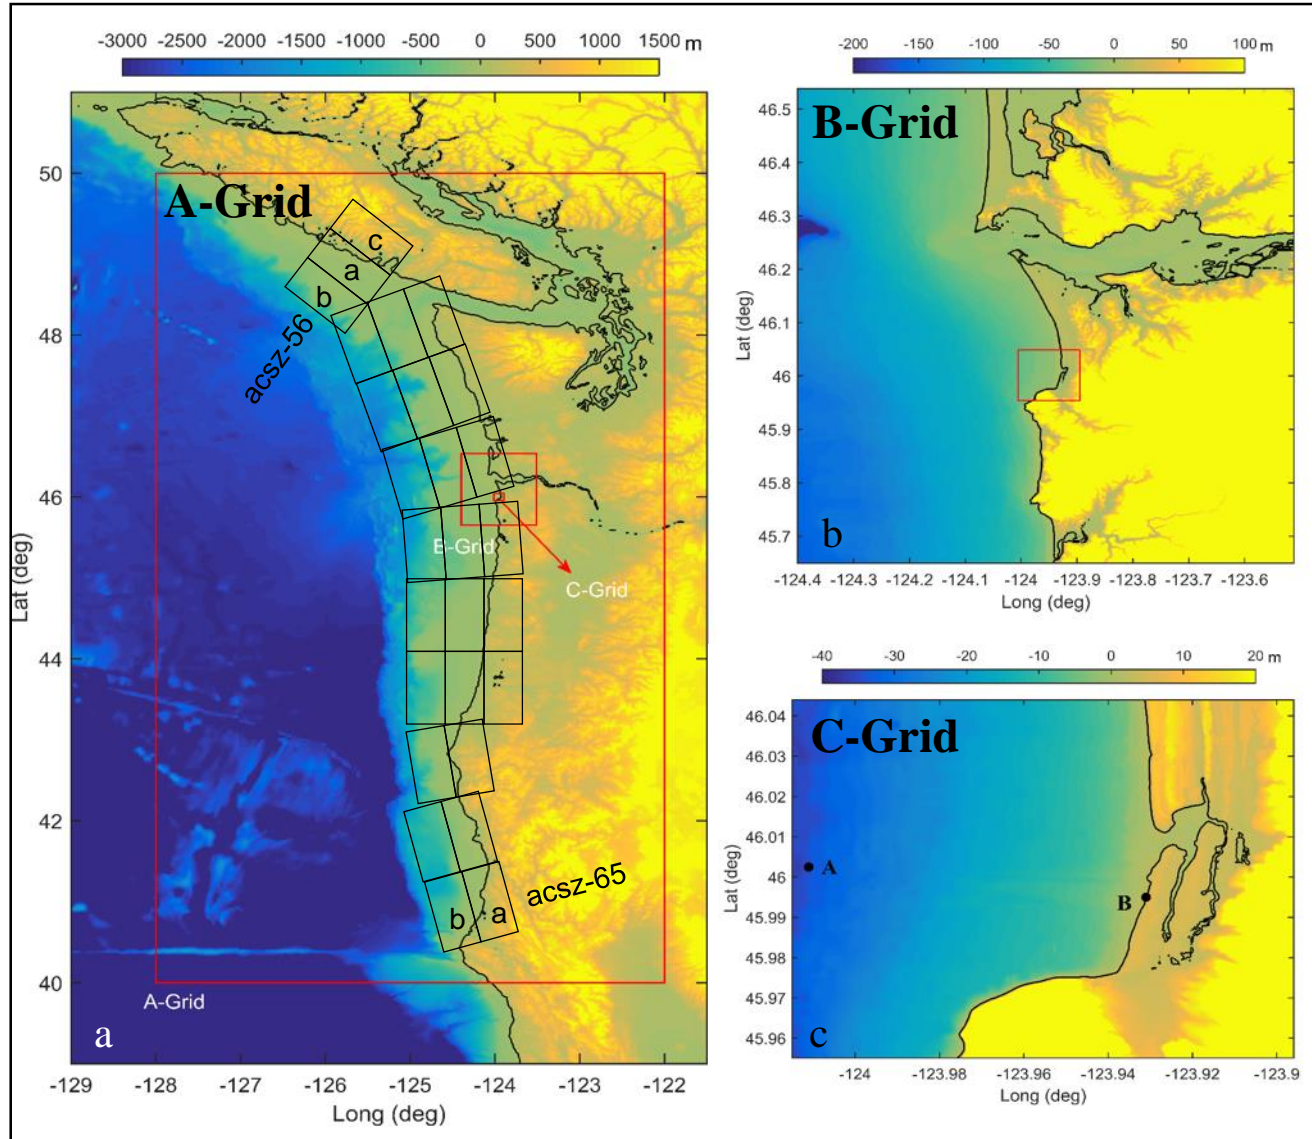 -3000 -2500 -2000 -1500 -1000 -500 0 500 1000 1500 m
50
48
46
44
42
40
Lat (deg)
A-Grid
c
a
b
acsz-56
B-Grid
C-Grid
acsz-65
b
a
A-Grid
a
-129 -128 -127 -126 -125 -124 -123 -122
Long (deg)
-200 -150 -100 -50 0 50 100 m
B-Grid
46.5
46.4
46.3
46.2
46.1
46
45.9
45.8
45.7
Lat (deg)
b
-124.4 -124.3 -124.2 -124.1 -124 -123.9 -123.8 -123.7 -123.6
Long (deg)
-40 -30 -20 -10 0 10 20 m
C-Grid
46.04
46.03
46.02
46.01
46
45.99
45.98
45.97
45.96
Lat (deg)
A
B
c
-124 -123.98 -123.96 -123.94 -123.92 -123.9
Long (deg)